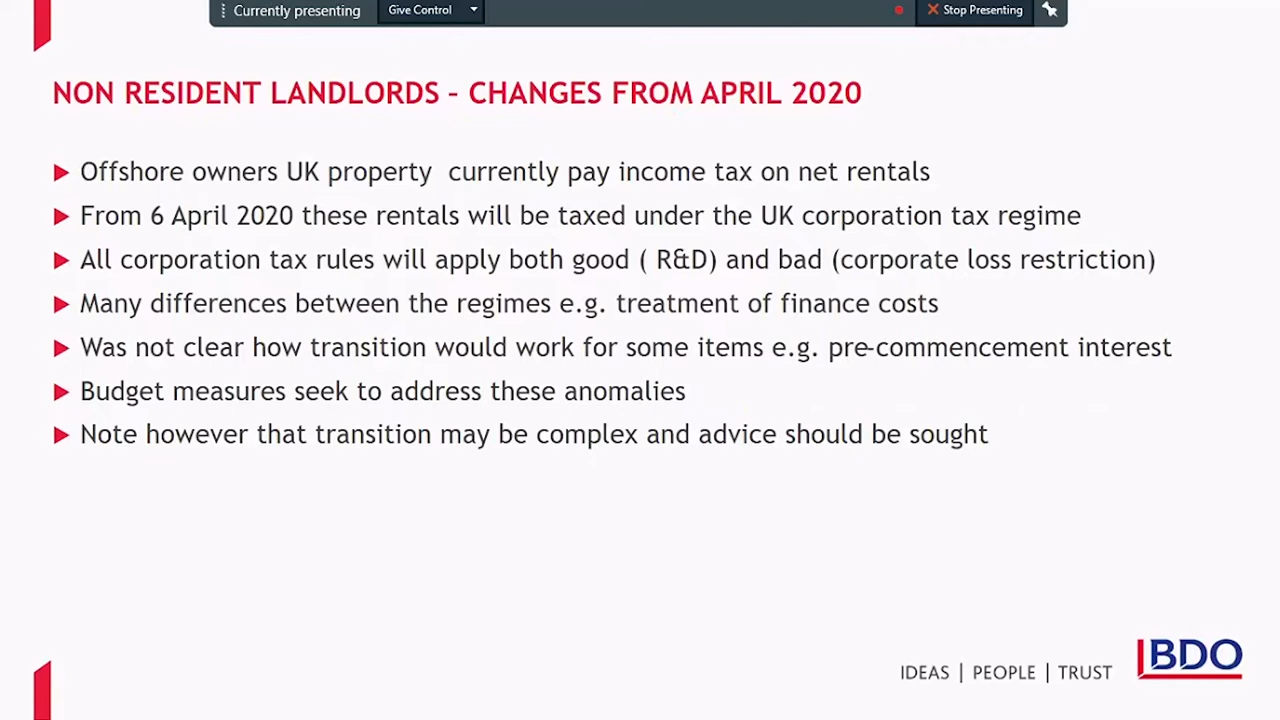 Currently presenting Give Control Stop Presenting
NON RESIDENT LANDLORDS - CHANGES FROM APRIL 2020
Offshore owners UK property currently pay income tax on net rentals
From 6 April 2020 these rentals will be taxed under the UK corporation tax regime
All corporation tax rules will apply both good ( R&D) and bad (corporate loss restriction)
Many differences between the regimes e.g. treatment of finance costs
Was not clear how transition would work for some items e.g. pre-commencement interest
Budget measures seek to address these anomalies
Note however that transition may be complex and advice should be sought
IDEAS | PEOPLE | TRUST BDO